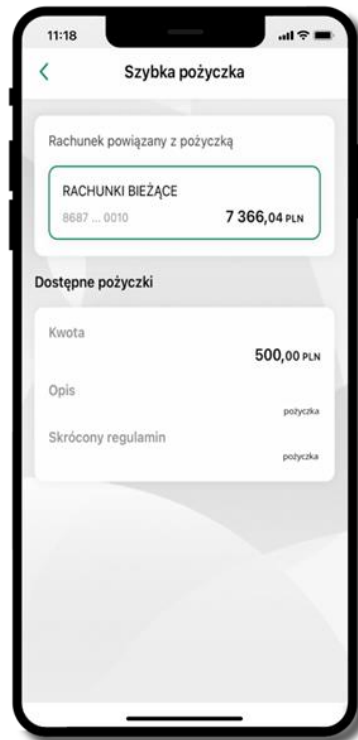 11:18
Szybka pożyczka
Rachunek powiązany z pożyczką
RACHUNKI BIEŻĄCE
8687 ... 0010
7 366,04 PLN
Dostępne pożyczki
Kwota
500,00 PLN
Opis
pożyczka
Skrócony regulamin
pożyczka